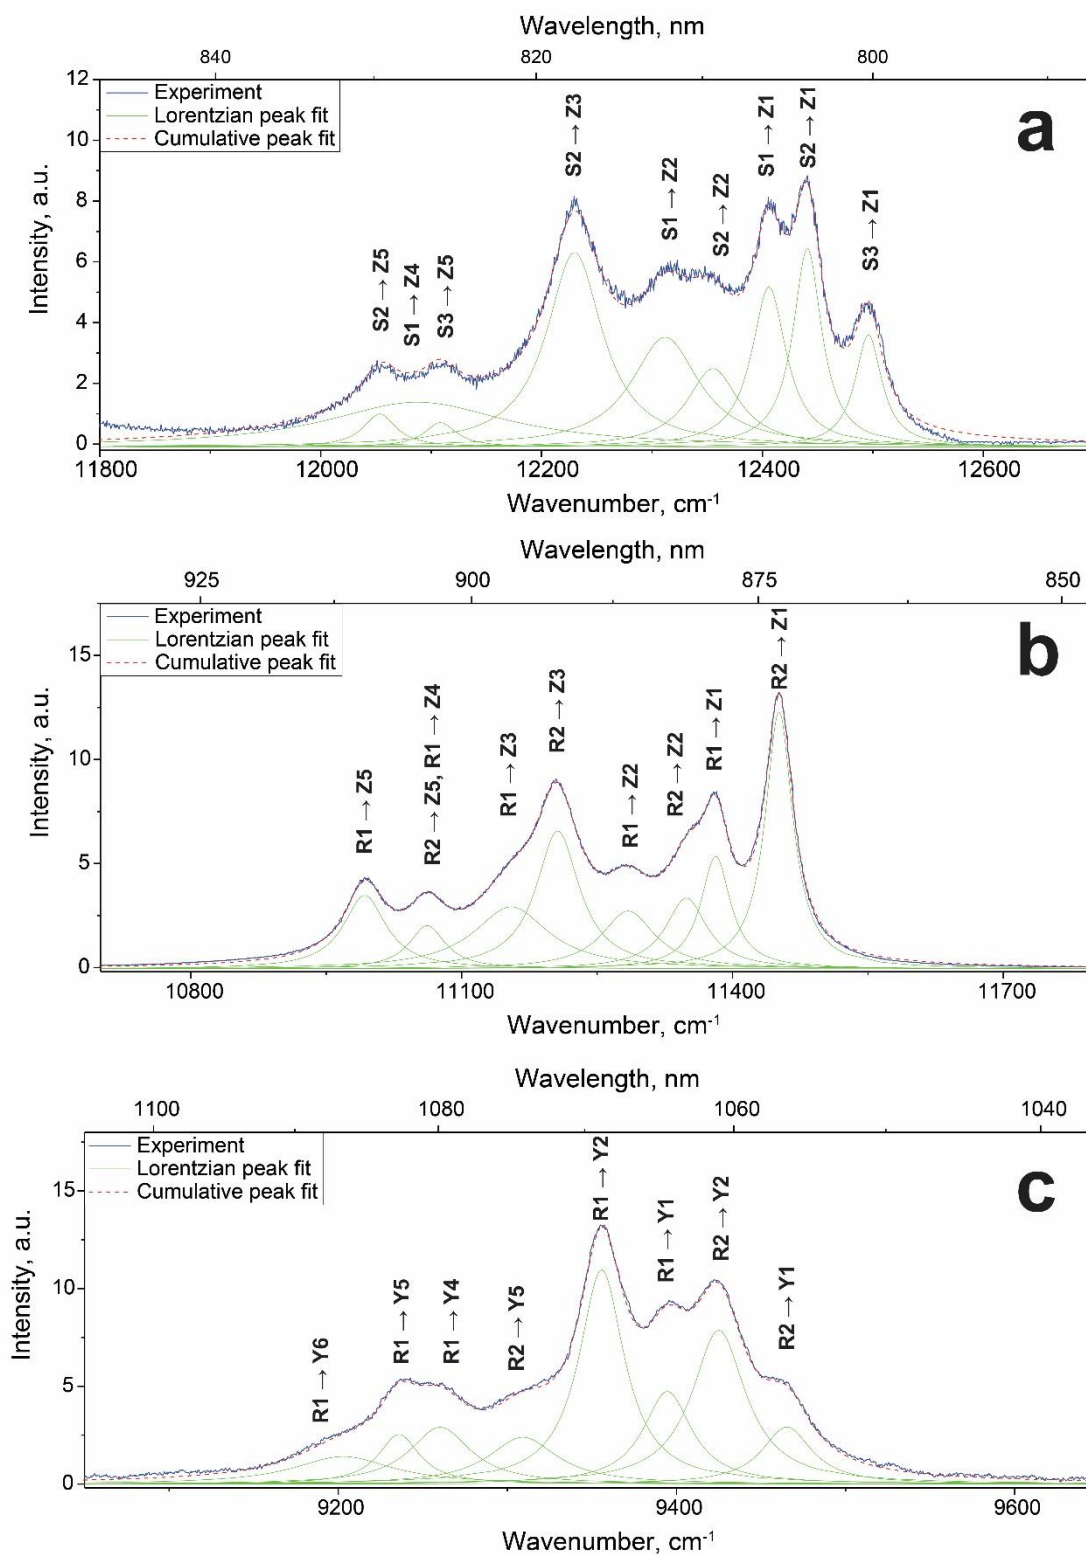 Wavelength, nm
840 820 800
12
10
8
6
4
2
0
Intensity, a.u.
Experiment
Lorentzian peak fit
Cumulative peak fit
S2 → Z5
S1 → Z4
S3 → Z5
S2 → Z3
S1 → Z2
S2 → Z2
S1 → Z1
S2 → Z1
S3 → Z1
a
11800 12000 12200 12400 12600
Wavenumber, cm-1
Wavelength, nm
925 900 875 850
15
10
5
0
Intensity, a.u.
Experiment
Lorentzian peak fit
Cumulative peak fit
R1 → Z5
R2 → Z5, R1 → Z4
R1 → Z3
R2 → Z3
R1 → Z2
R2 → Z2
R1 → Z1
R2 → Z1
b
10800 11100 11400 11700
Wavenumber, cm-1
Wavelength, nm
1100 1080 1060 1040
15
10
5
0
Intensity, a.u.
Experiment
Lorentzian peak fit
Cumulative peak fit
R1 → Y6
R1 → Y5
R1 → Y4
R2 → Y5
R1 → Y2
R1 → Y1
R2 → Y2
R2 → Y1
c
9200 9400 9600
Wavenumber, cm-1